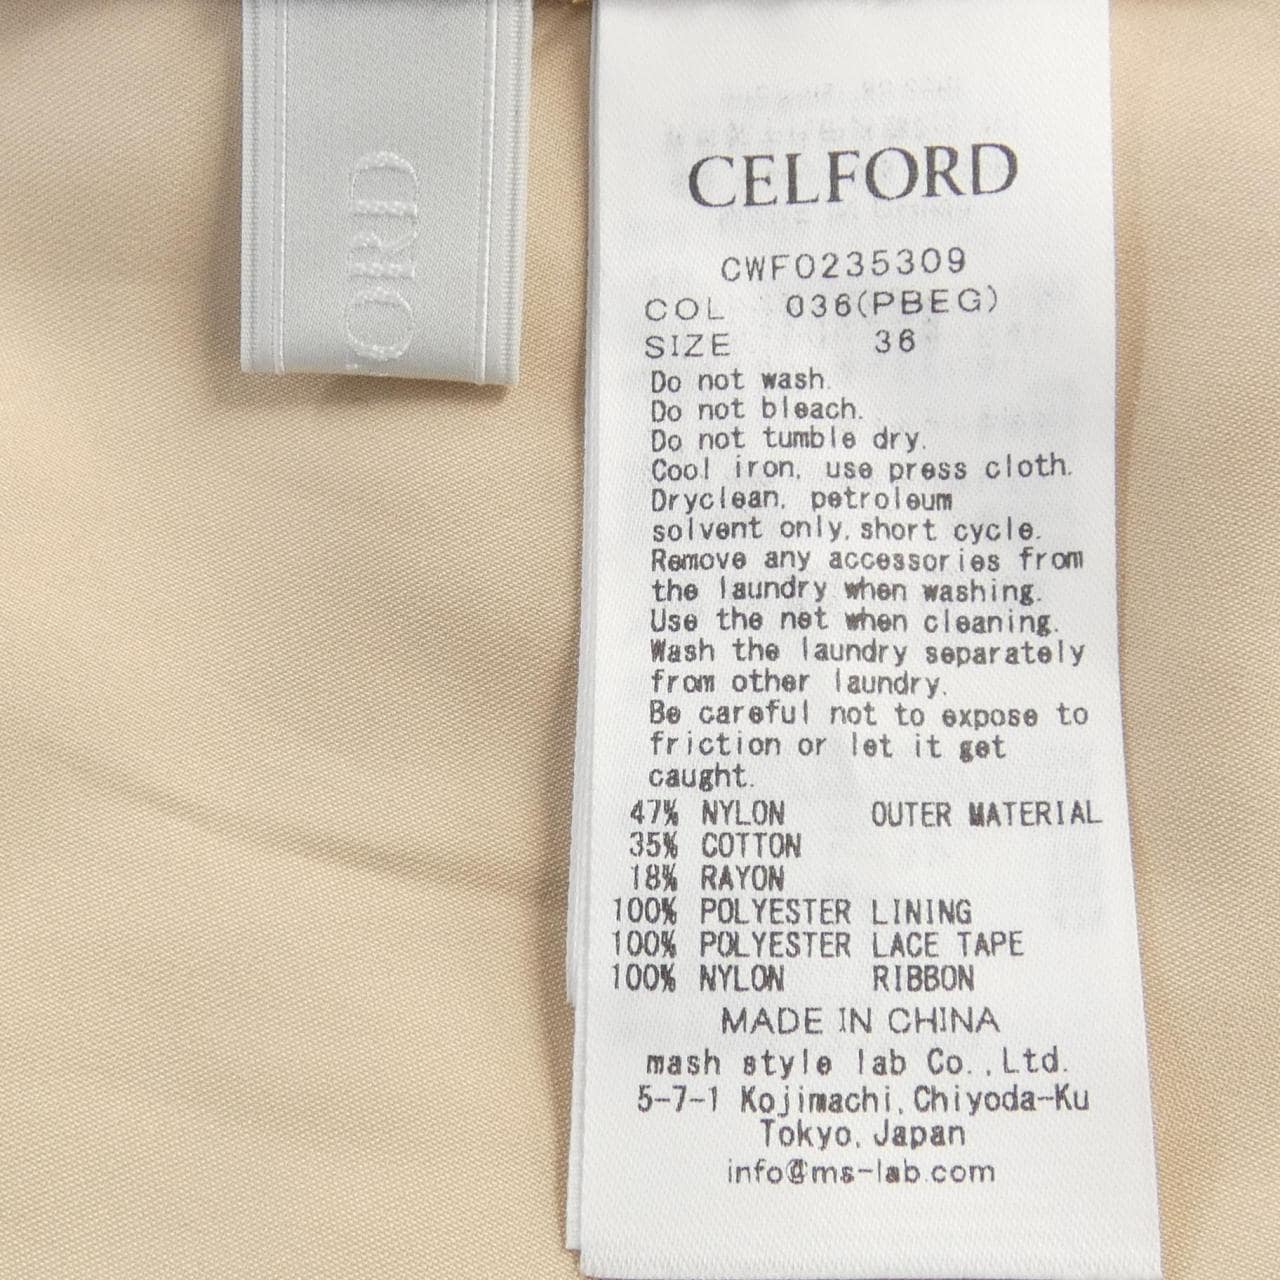 ORD
CELFORD
CWFO235309
COL 036(PBEG)
SIZE 36
Do not wash.
Do not bleach.
Do not tumble dry.
Cool iron, use press cloth.
Dryclean, petroleum
solvent only, short cycle.
Remove any accessories from
the laundry when washing.
Use the net when cleaning.
Wash the laundry separately
from other laundry.
Be careful not to expose to
friction or let it get
caught.
47% NYLON OUTER MATERIAL
35% COTTON
18% RAYON
100% POLYESTER LINING
100% POLYESTER LACE TAPE
100% NYLON RIBBON
MADE IN CHINA
mash style lab Co.,Ltd.
5-7-1 Kojimachi, Chiyoda-Ku
Tokyo, Japan
info@ms-lab.com